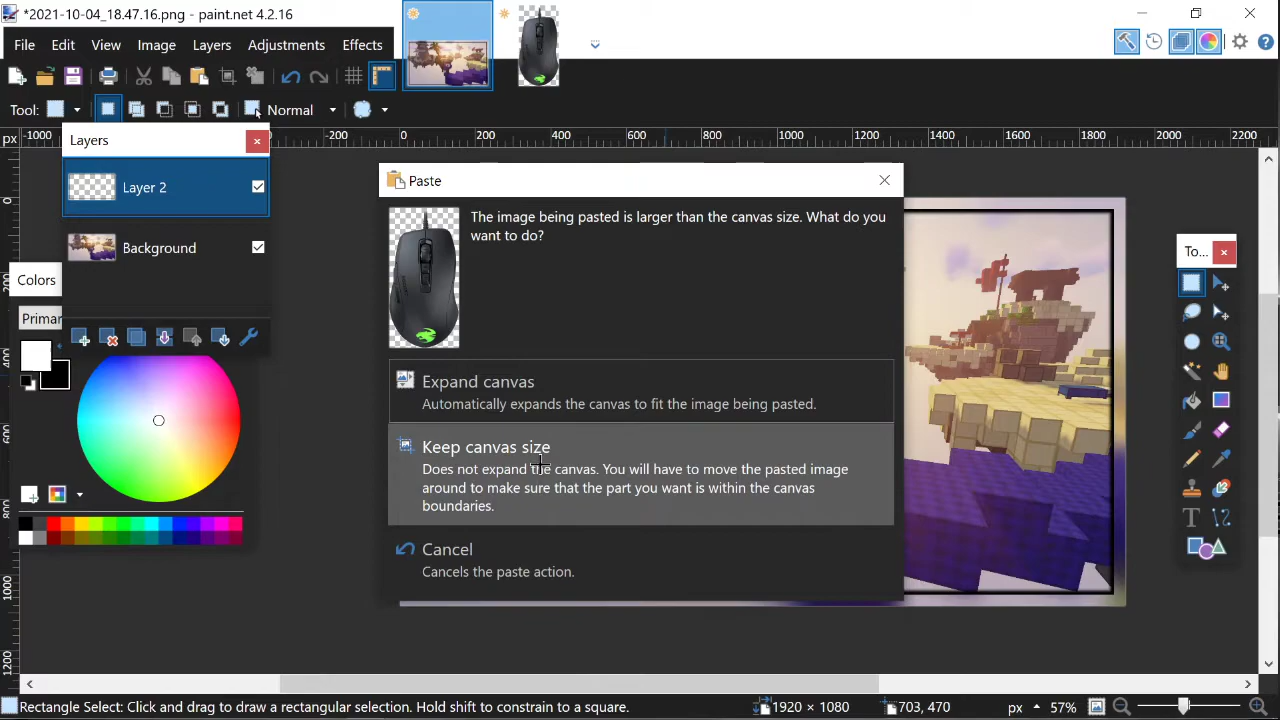 *2021-10-04_18.47.16.png - paint.net 4.2.16
File Edit View Image Layers Adjustments Effects
Tool: Normal
px -1000 -200 0 200 400 600 800 1000 1200 1400 1600 1800 2000 2200
Layers
Layer 2
Background
Colors
Primar
Paste
The image being pasted is larger than the canvas size. What do you
want to do?
Expand canvas
Automatically expands the canvas to fit the image being pasted.
Keep canvas size
Does not expand the canvas. You will have to move the pasted image
around to make sure that the part you want is within the canvas
boundaries.
Cancel
Cancels the paste action.
To...
0
1000
1200
Rectangle Select: Click and drag to draw a rectangular selection. Hold shift to constrain to a square. 1920 × 1080 703, 470 px 57%